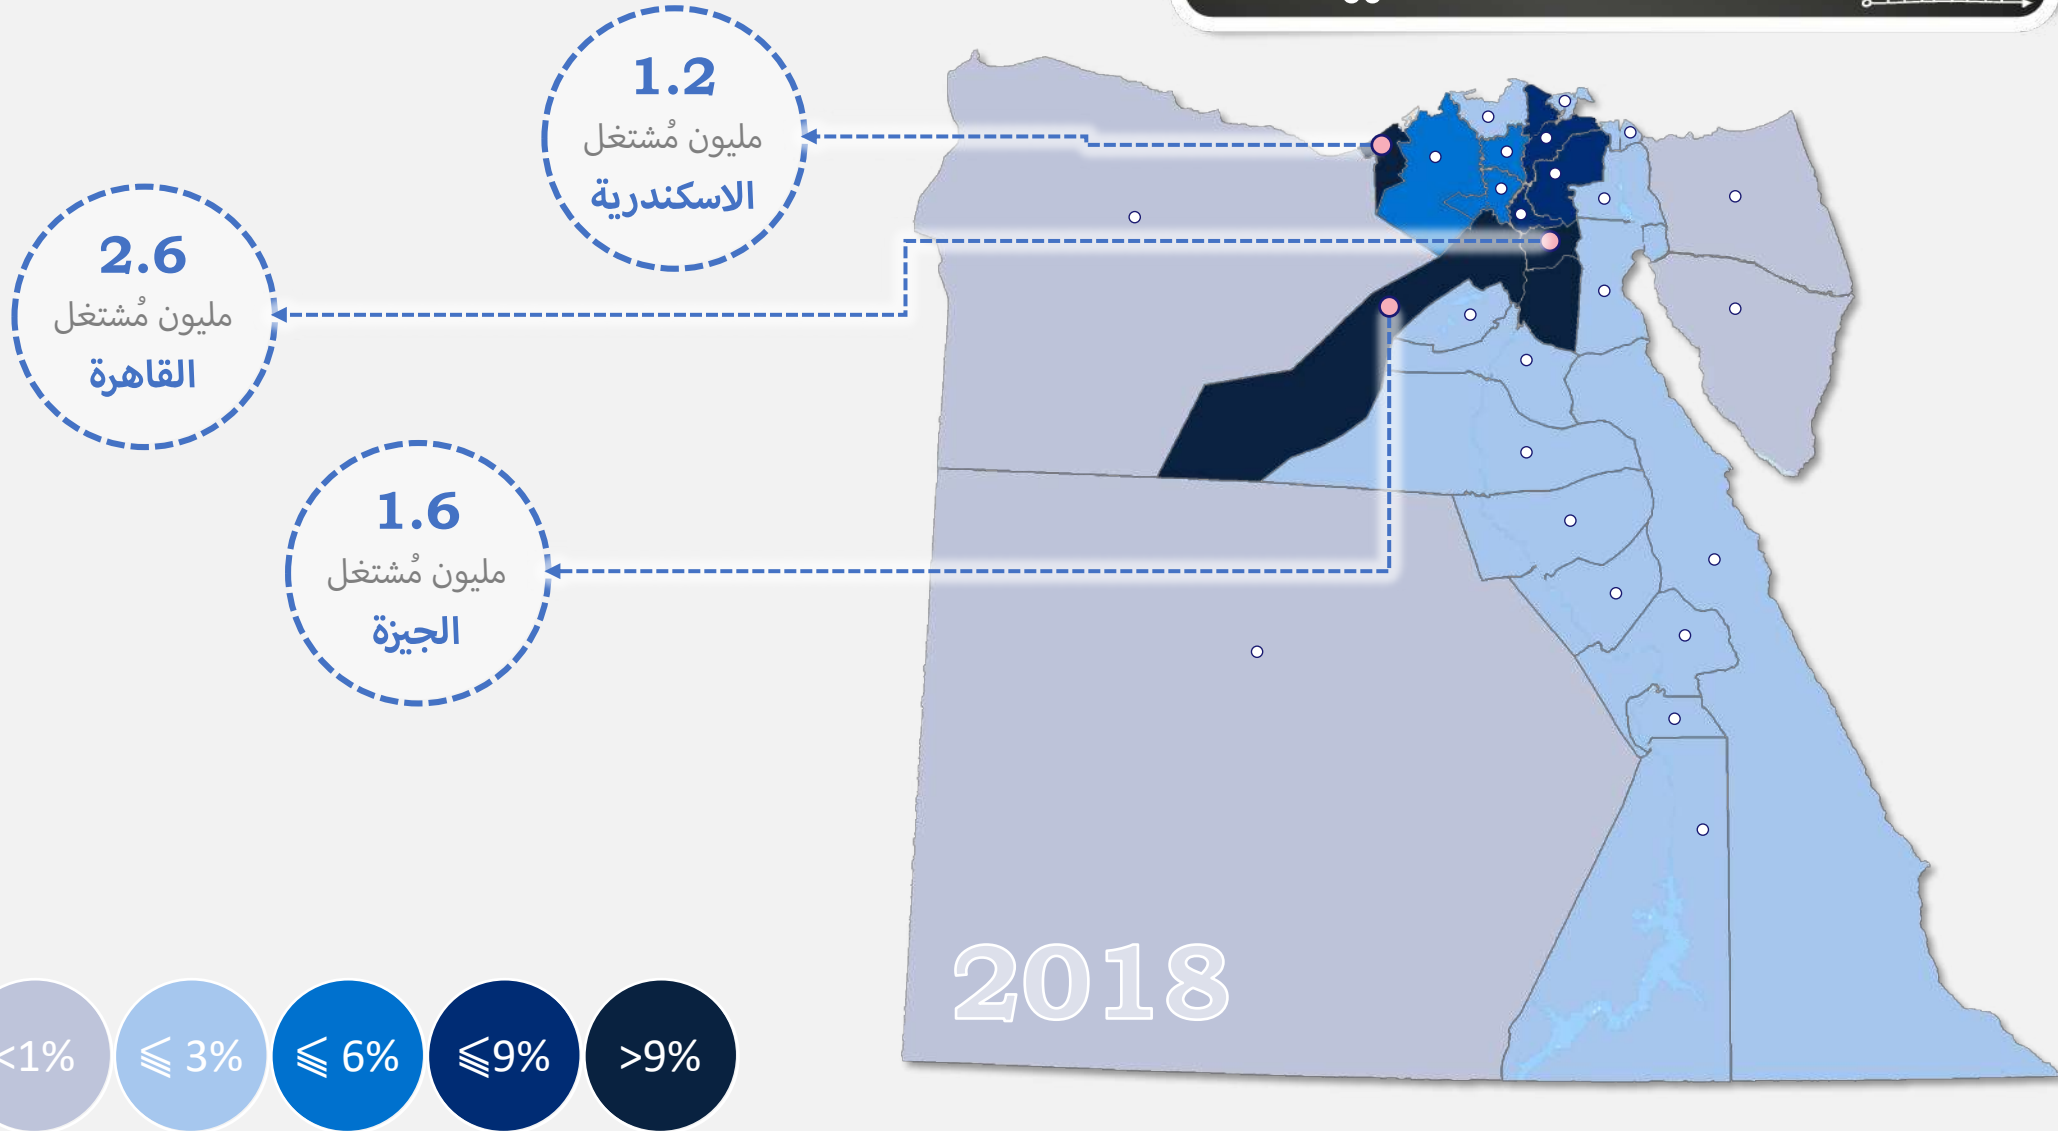 1.2
مليون مُشتغل
الاسكندرية
2.6
مليون مُشتغل
القاهرة
1.6
مليون مُشتغل
الجيزة
2018
<1%
⩽ 3%
⩽ 6%
⩽9%
>9%